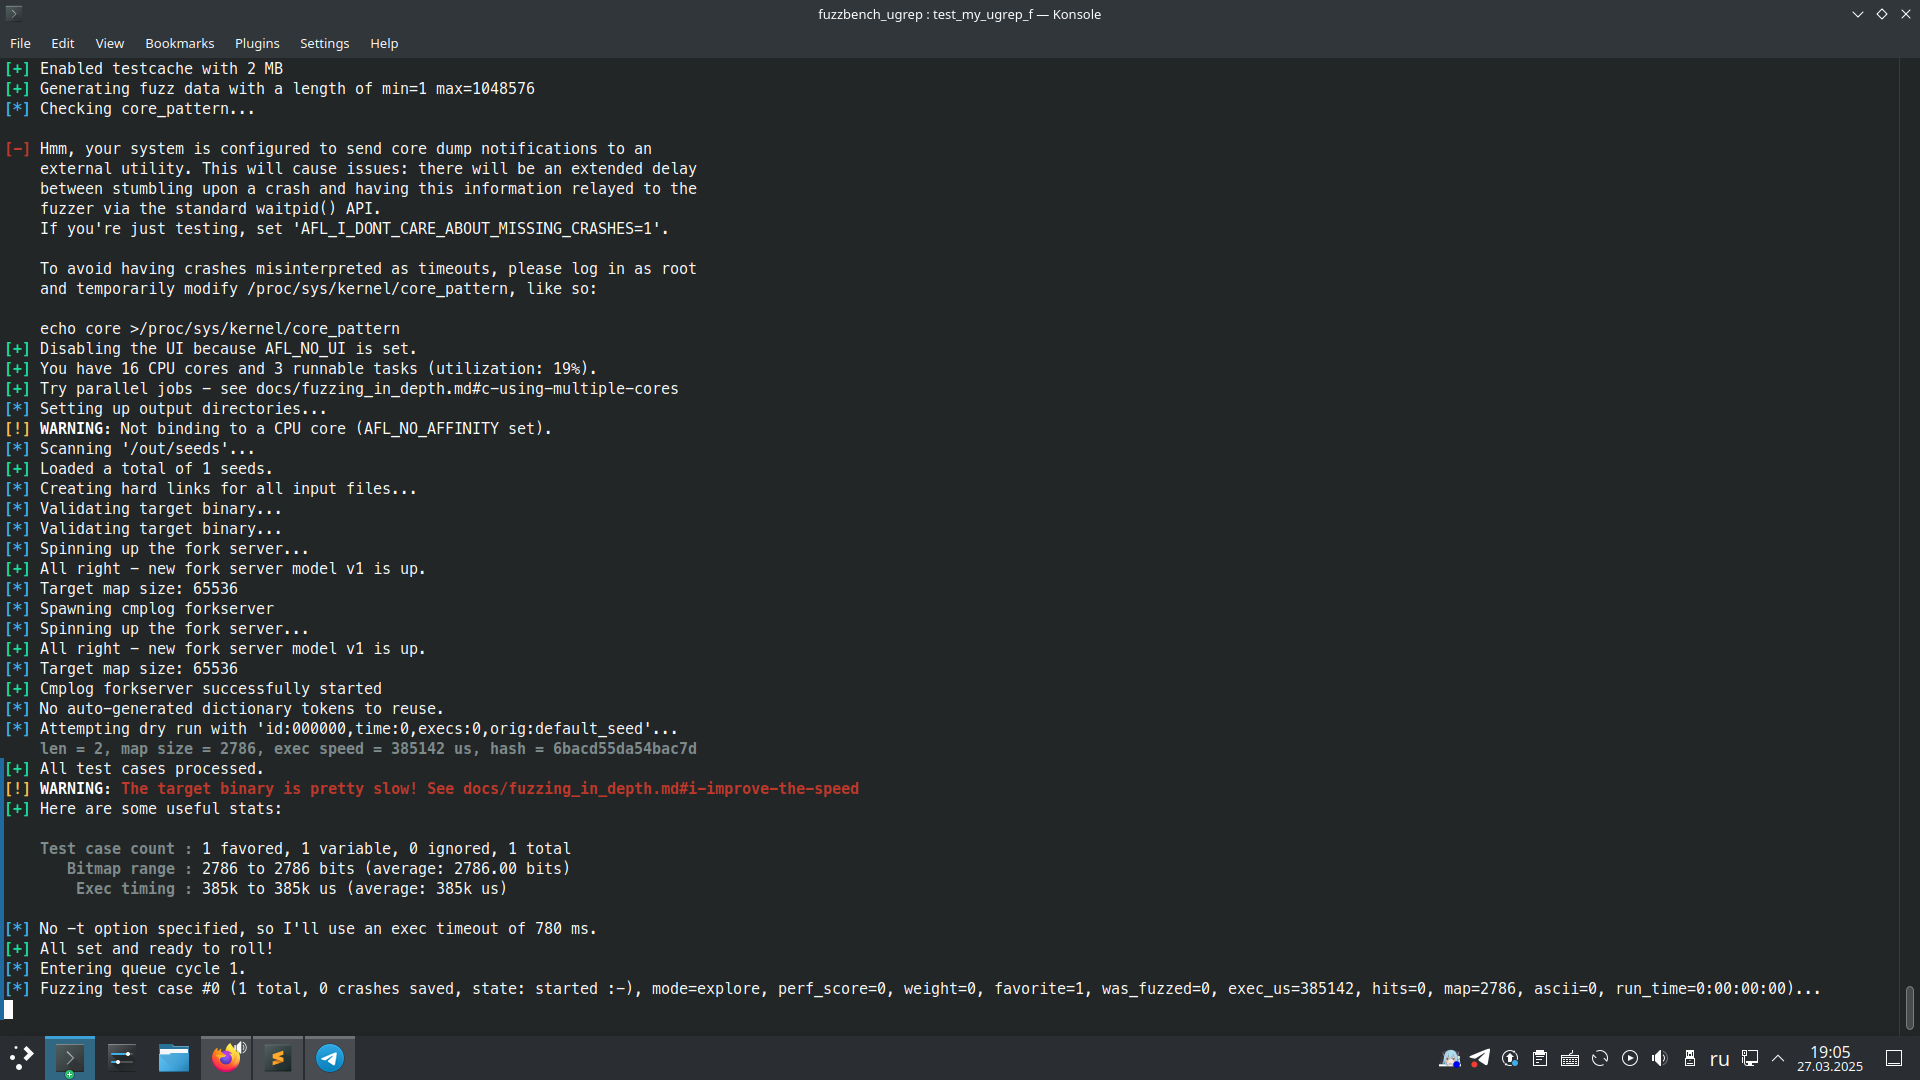 fuzzbench_ugrep : test_my_ugrep_f — Konsole
File Edit View Bookmarks Plugins Settings Help
[+] Enabled testcache with 2 MB
[+] Generating fuzz data with a length of min=1 max=1048576
[*] Checking core_pattern...
[-] Hmm, your system is configured to send core dump notifications to an
external utility. This will cause issues: there will be an extended delay
between stumbling upon a crash and having this information relayed to the
fuzzer via the standard waitpid() API.
If you're just testing, set 'AFL_I_DONT_CARE_ABOUT_MISSING_CRASHES=1'.
To avoid having crashes misinterpreted as timeouts, please log in as root
and temporarily modify /proc/sys/kernel/core_pattern, like so:
echo core >/proc/sys/kernel/core_pattern
[+] Disabling the UI because AFL_NO_UI is set.
[+] You have 16 CPU cores and 3 runnable tasks (utilization: 19%).
[+] Try parallel jobs - see docs/fuzzing_in_depth.md#c-using-multiple-cores
[*] Setting up output directories...
[!] WARNING: Not binding to a CPU core (AFL_NO_AFFINITY set).
[*] Scanning '/out/seeds'...
[+] Loaded a total of 1 seeds.
[*] Creating hard links for all input files...
[*] Validating target binary...
[*] Validating target binary...
[*] Spinning up the fork server...
[+] All right - new fork server model v1 is up.
[*] Target map size: 65536
[*] Spawning cmplog forkserver
[*] Spinning up the fork server...
[+] All right - new fork server model v1 is up.
[*] Target map size: 65536
[+] Cmplog forkserver successfully started
[*] No auto-generated dictionary tokens to reuse.
[*] Attempting dry run with 'id:000000,time:0,execs:0,orig:default_seed'...
len = 2, map size = 2786, exec speed = 385142 us, hash = 6bacd55da54bac7d
[+] All test cases processed.
[!] WARNING: The target binary is pretty slow! See docs/fuzzing_in_depth.md#i-improve-the-speed
[+] Here are some useful stats:
Test case count : 1 favored, 1 variable, 0 ignored, 1 total
Bitmap range : 2786 to 2786 bits (average: 2786.00 bits)
Exec timing : 385k to 385k us (average: 385k us)
[*] No -t option specified, so I'll use an exec timeout of 780 ms.
[+] All set and ready to roll!
[*] Entering queue cycle 1.
[*] Fuzzing test case #0 (1 total, 0 crashes saved, state: started :-), mode=explore, perf_score=0, weight=0, favorite=1, was_fuzzed=0, exec_us=385142, hits=0, map=2786, ascii=0, run_time=0:00:00:00)...
ru
19:05
27.03.2025